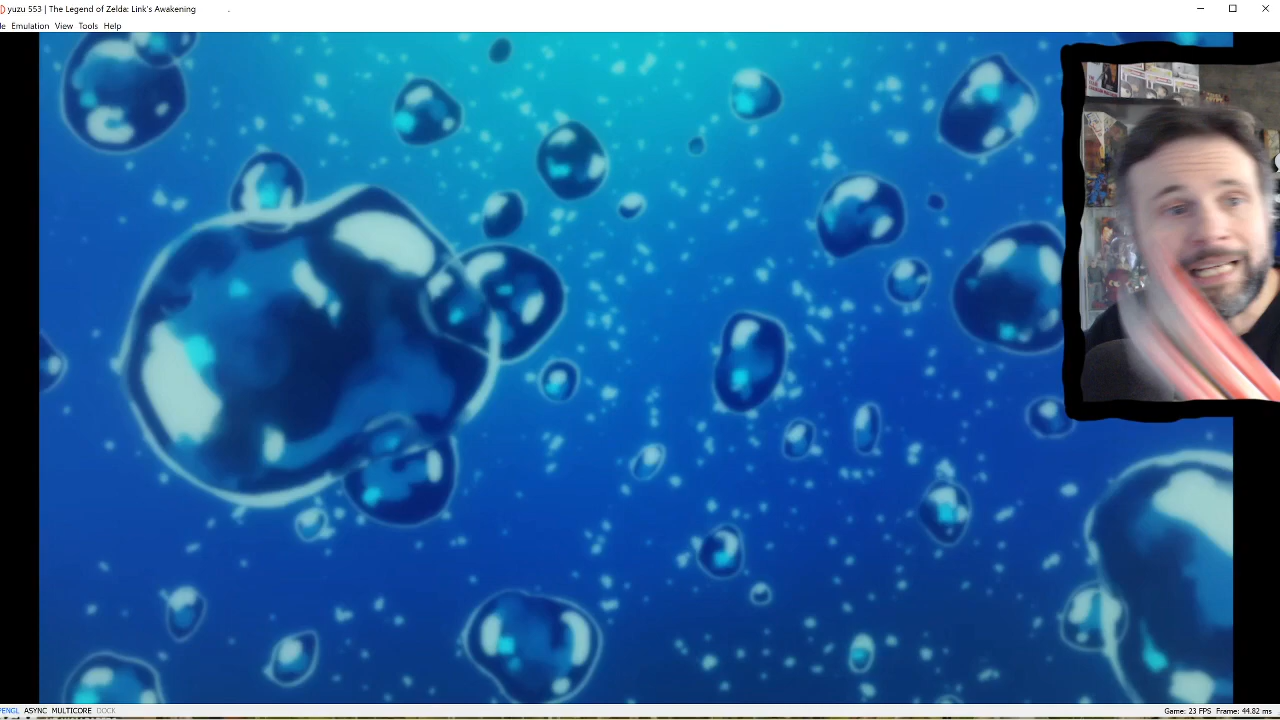 yuzu 553 | The Legend of Zelda: Link's Awakening
Emulation View Tools Help
ASYNC MULTICORE DOCK
Game: 23 FPS Frame: 44.82 ms